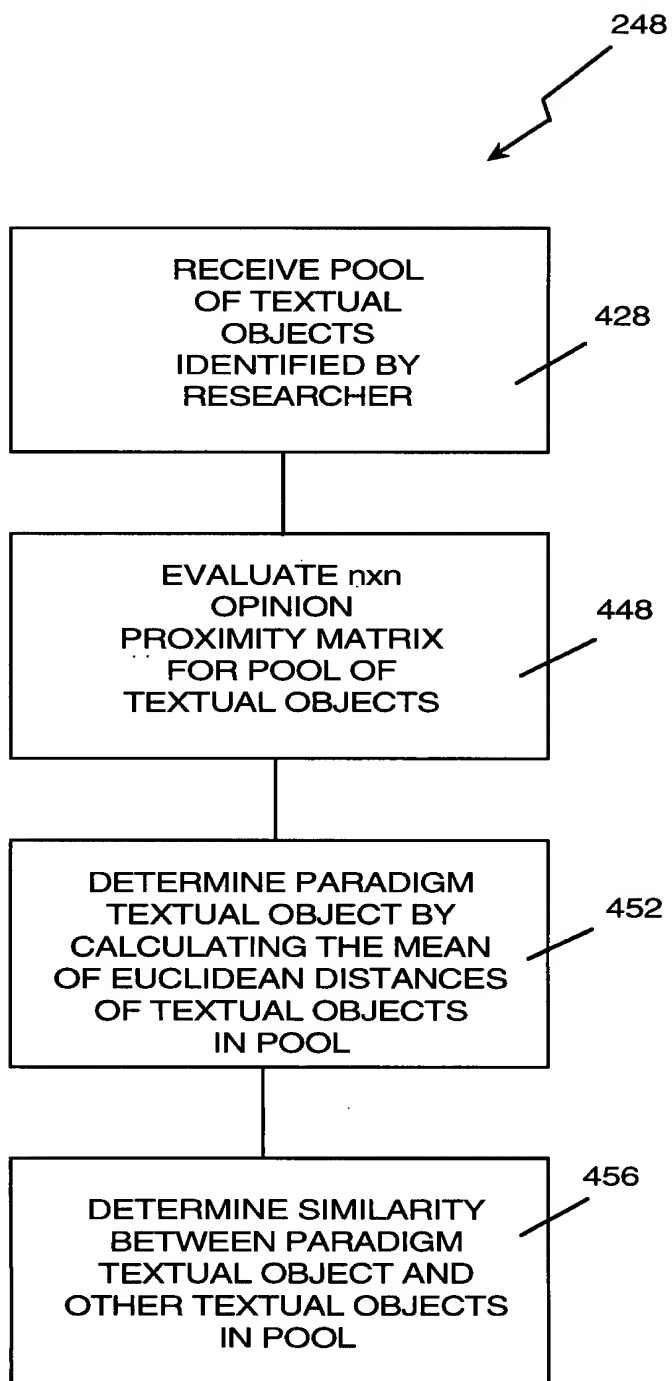 248
RECEIVE POOL
OF TEXTUAL
OBJECTS
IDENTIFIED BY
RESEARCHER
428
EVALUATE nxn
OPINION
PROXIMITY MATRIX
FOR POOL OF
TEXTUAL OBJECTS
448
DETERMINE PARADIGM
TEXTUAL OBJECT BY
CALCULATING THE MEAN
OF EUCLIDEAN DISTANCES
OF TEXTUAL OBJECTS
IN POOL
452
DETERMINE SIMILARITY
BETWEEN PARADIGM
TEXTUAL OBJECT AND
OTHER TEXTUAL OBJECTS
IN POOL
456